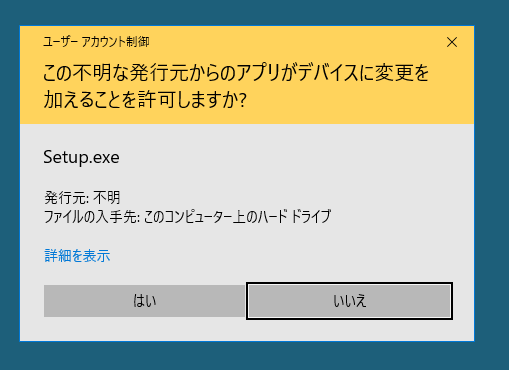 ユーザー アカウント制御
この不明な発行元からのアプリがデバイスに変更を
加えることを許可しますか?
Setup.exe
発行元: 不明
ファイルの入手先: このコンピューター上のハード ドライブ
詳細を表示
はい
いいえ